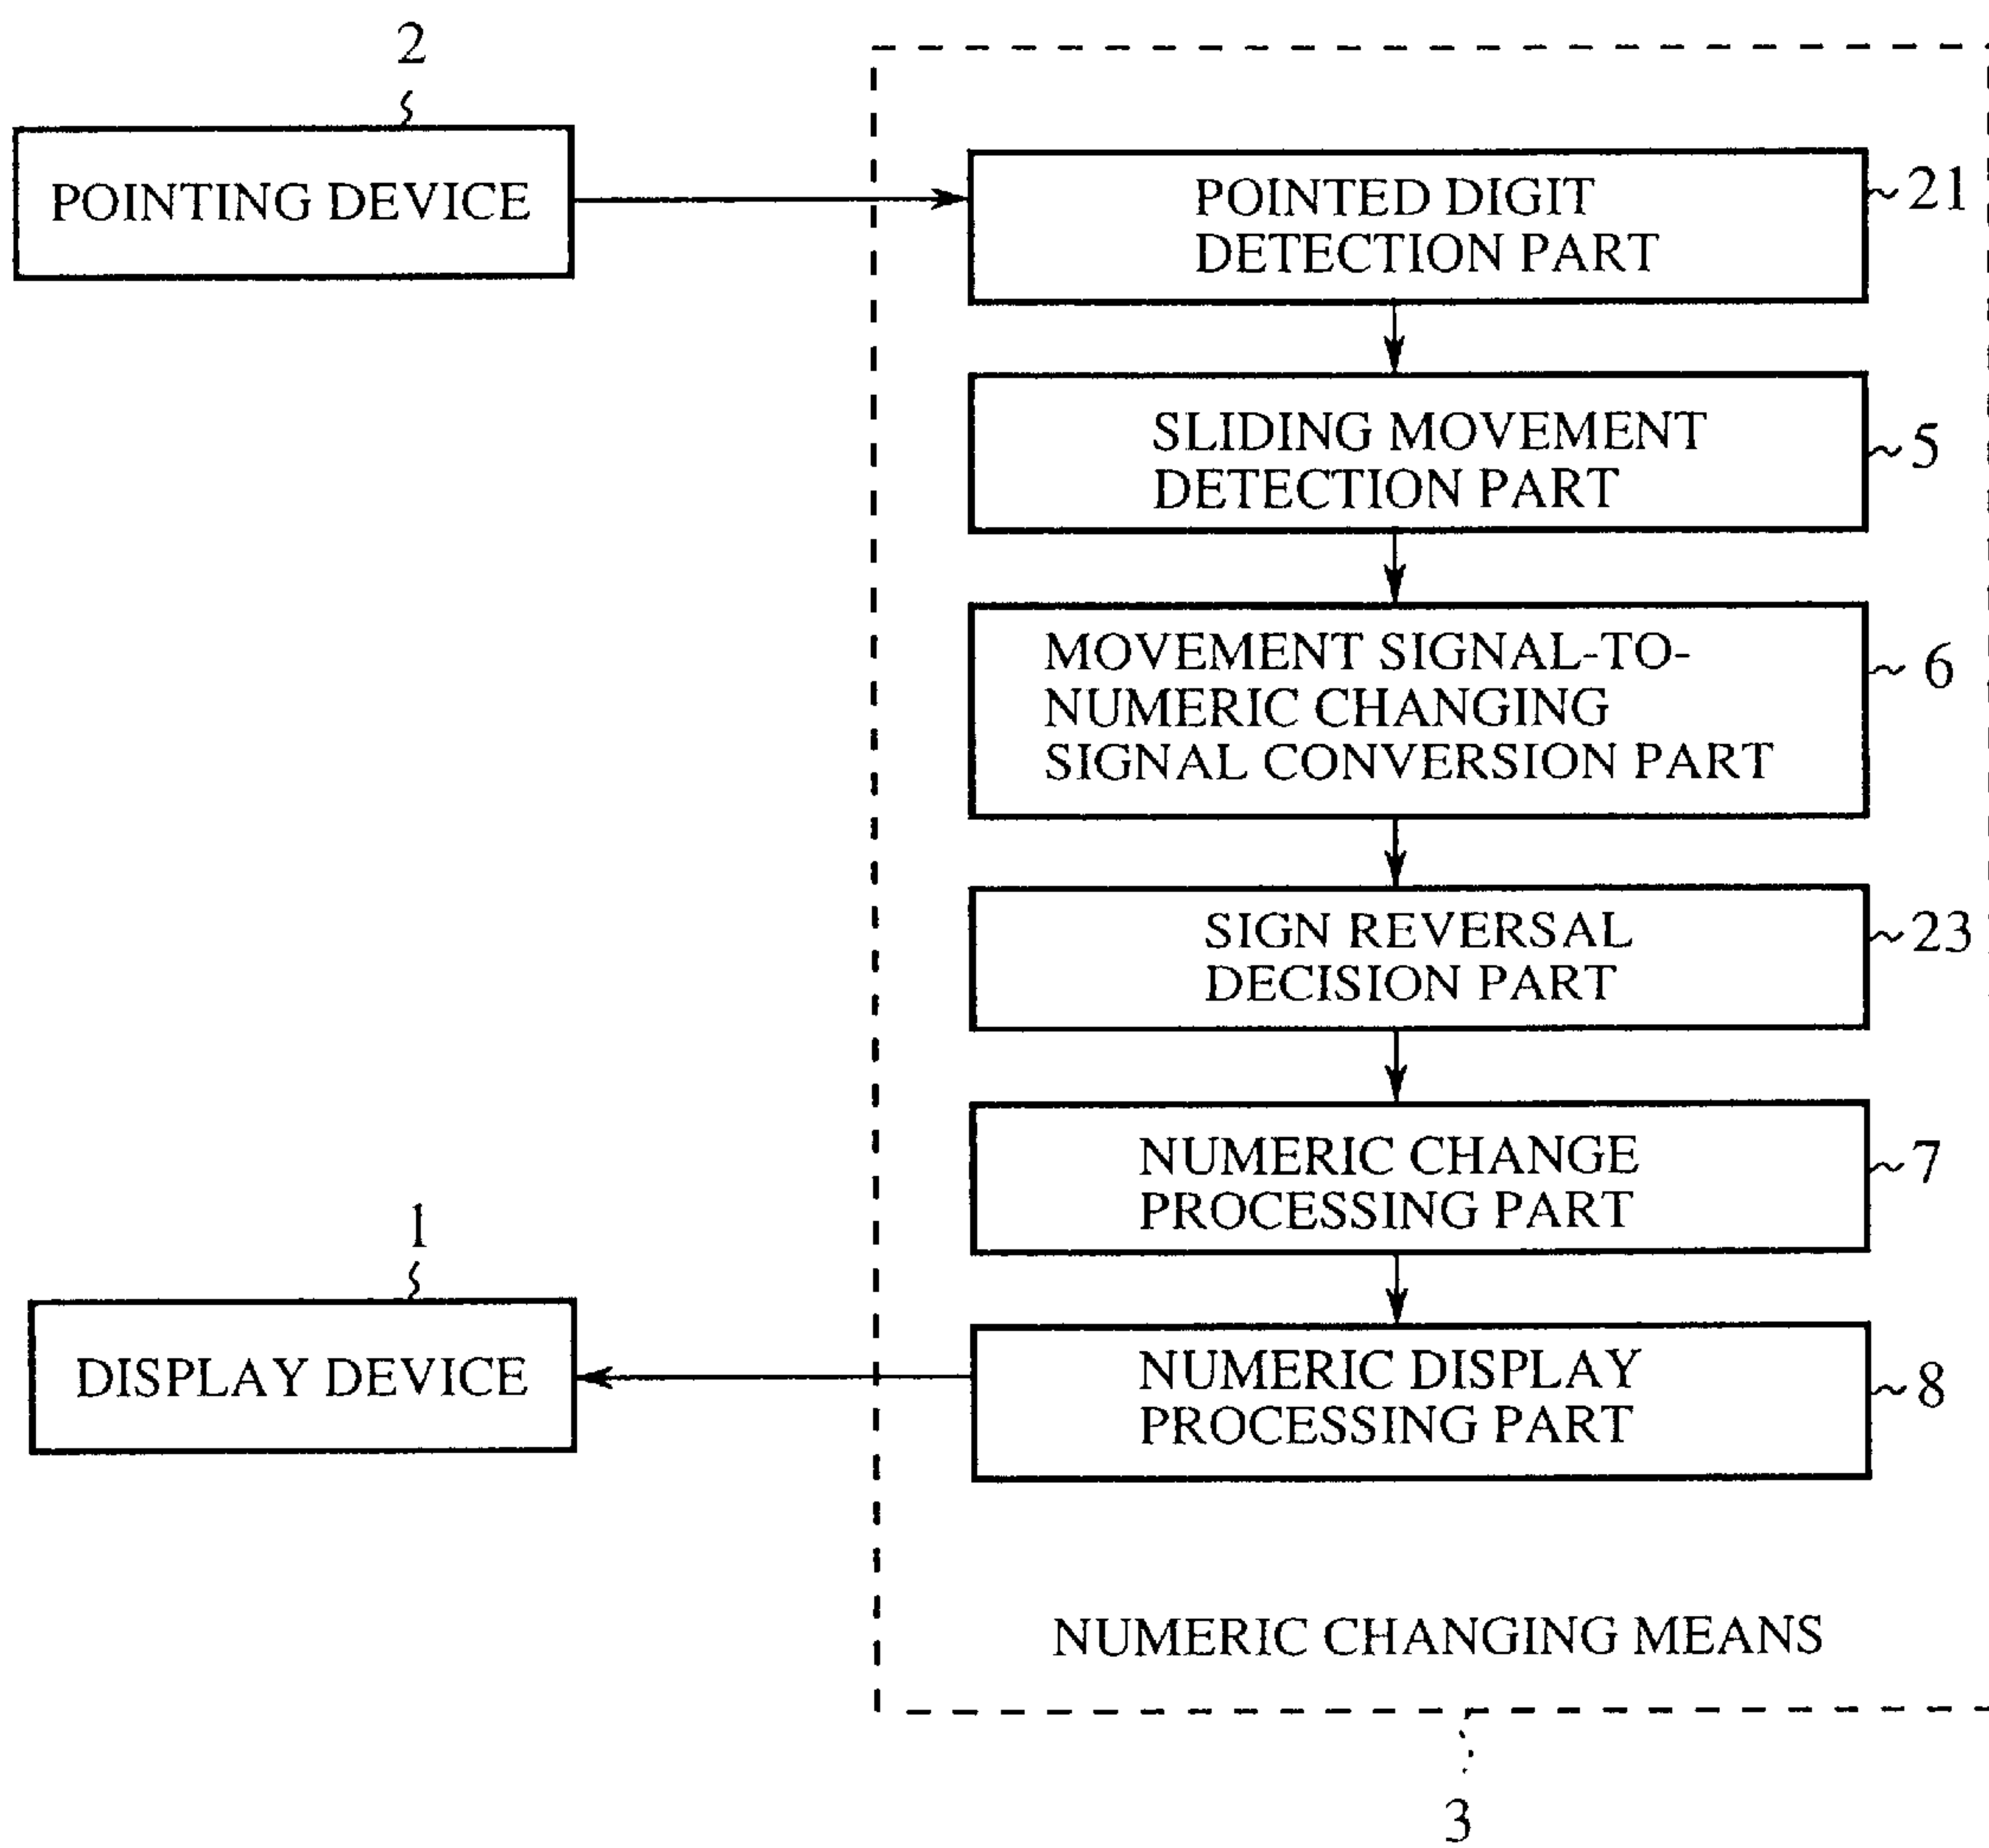 2
POINTING DEVICE
POINTED DIGIT
DETECTION PART
21
SLIDING MOVEMENT
DETECTION PART
5
MOVEMENT SIGNAL-TO-
NUMERIC CHANGING
SIGNAL CONVERSION PART
6
SIGN REVERSAL
DECISION PART
23
NUMERIC CHANGE
PROCESSING PART
7
1
DISPLAY DEVICE
NUMERIC DISPLAY
PROCESSING PART
8
NUMERIC CHANGING MEANS
3